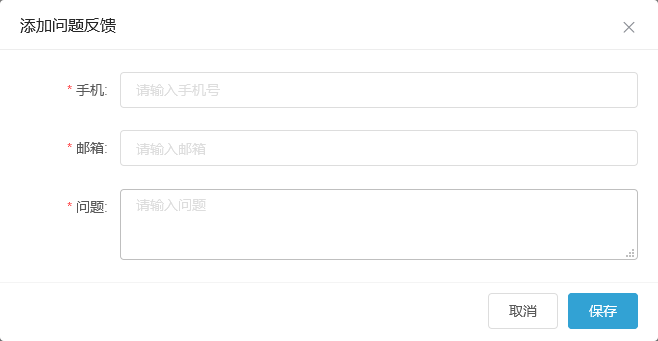 添加问题反馈
* 手机: 请输入手机号
* 邮箱: 请输入邮箱
* 问题: 请输入问题
取消 保存